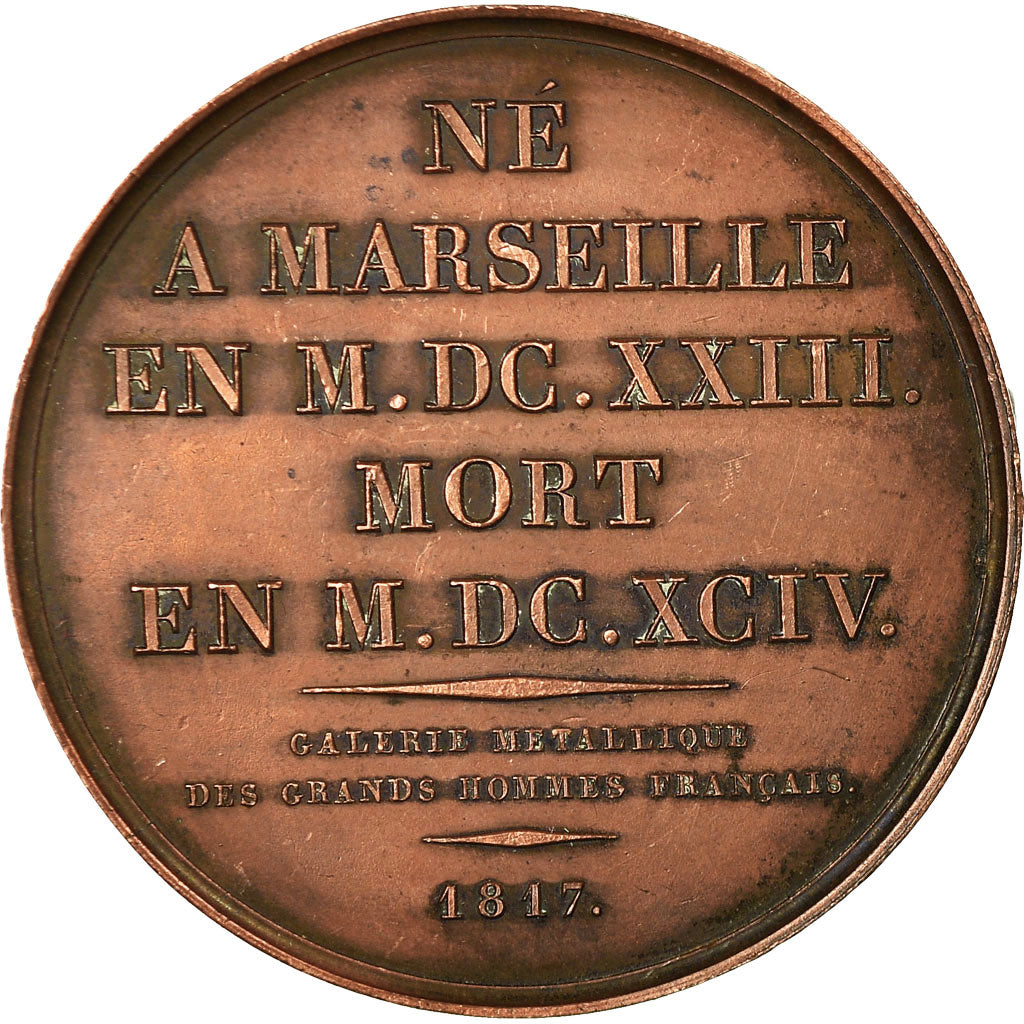 NÉ
A MARSEILLE
EN M.DC.XXIII.
MORT
EN M.DC.XCIV.
GALERIE METALLIQUE
DES GRANDS HOMMES FRANÇAIS.
1817.